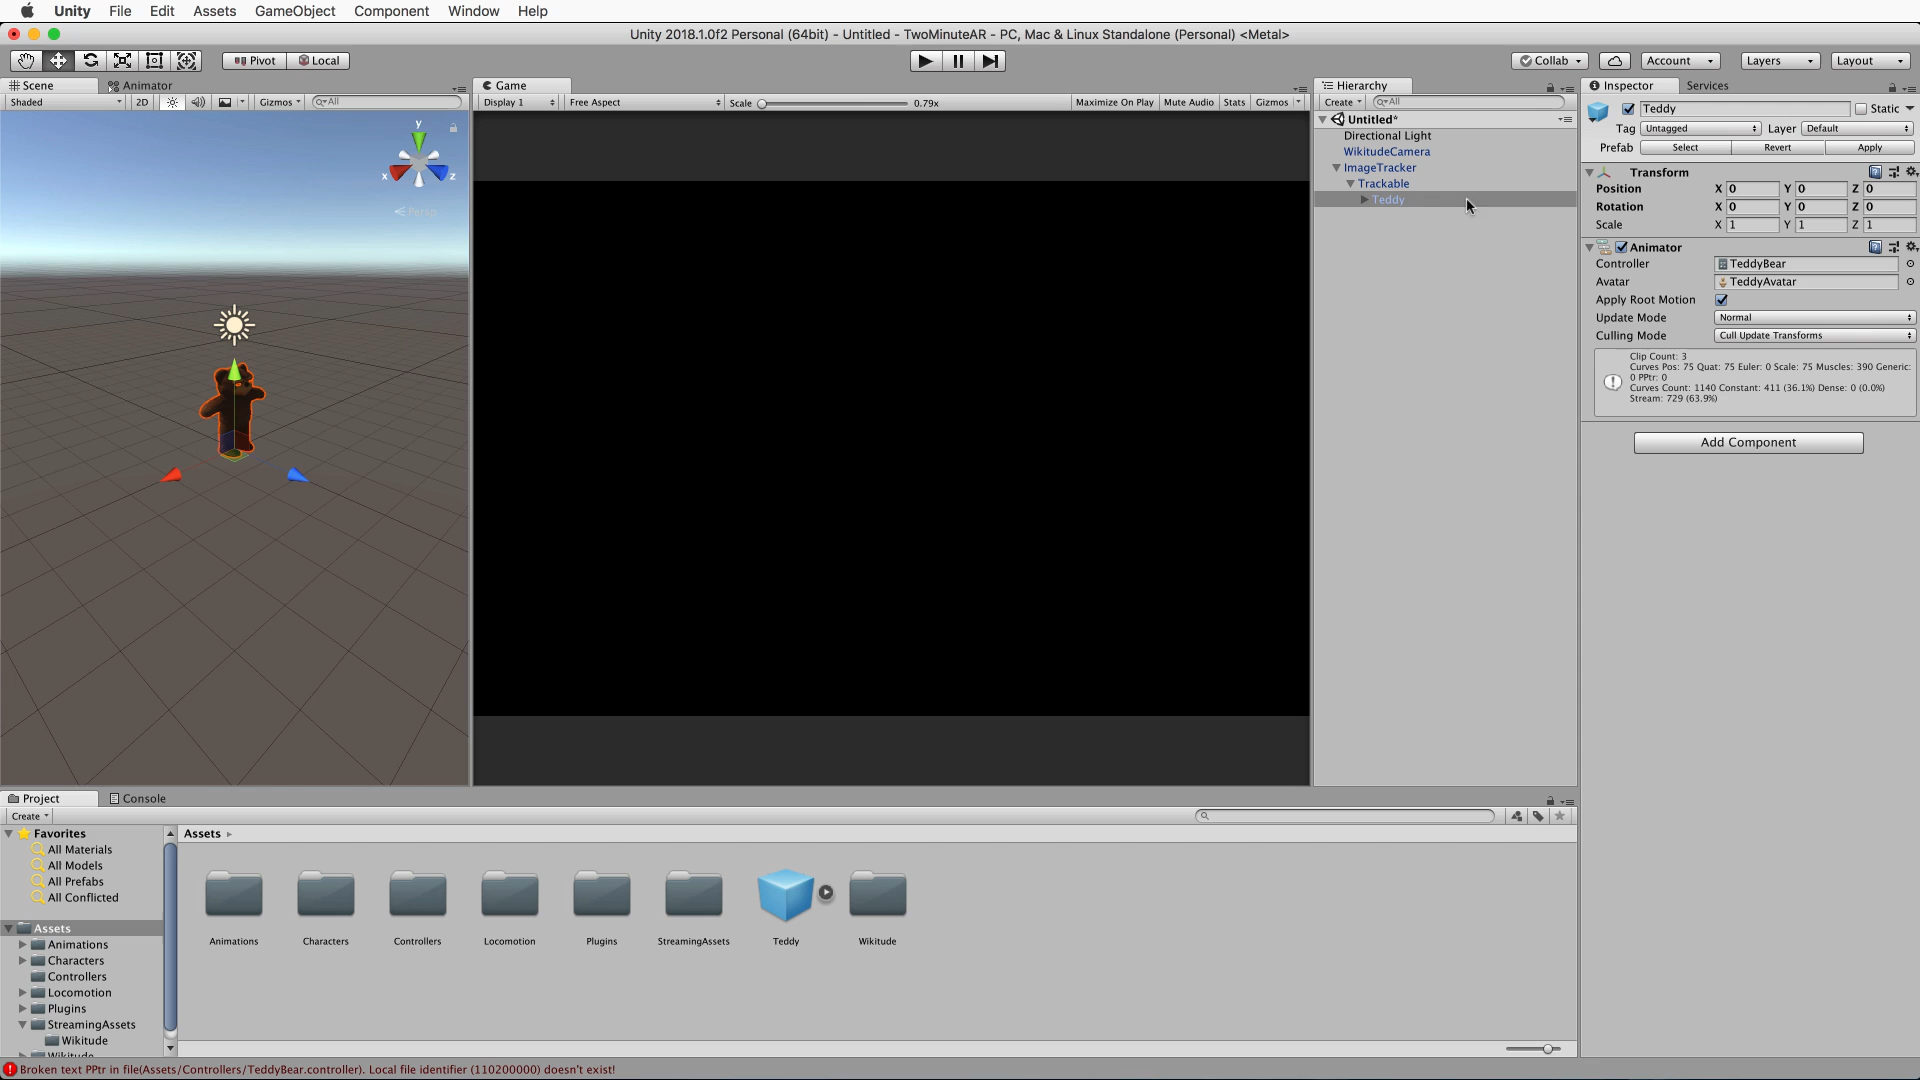 Unity File Edit Assets GameObject Component Window Help
Unity 2018.1.0f2 Personal (64bit) - Untitled - TwoMinuteAR - PC, Mac & Linux Standalone (Personal) <Metal>
Pivot Local Collab Account Layers Layout
Scene Animator
Shaded 2D Gizmos All
y
x z
Persp
Game
Display 1 Free Aspect Scale 0.79x Maximize On Play Mute Audio Stats Gizmos
Hierarchy
Create All
Untitled*
Directional Light
WikitudeCamera
ImageTracker
Trackable
Teddy
Inspector Services
Teddy Static
Tag Untagged Layer Default
Prefab Select Revert Apply
Transform
Position X 0 Y 0 Z 0
Rotation X 0 Y 0 Z 0
Scale X 1 Y 1 Z 1
Animator
Controller TeddyBear
Avatar TeddyAvatar
Apply Root Motion
Update Mode Normal
Culling Mode Cull Update Transforms
Clip Count: 3
Curves Pos: 75 Quat: 75 Euler: 0 Scale: 75 Muscles: 390 Generic:
0 PPtr: 0
Curves Count: 1140 Constant: 411 (36.1%) Dense: 0 (0.0%)
Stream: 729 (63.9%)
Add Component
Project Console
Create
Favorites
All Materials
All Models
All Prefabs
All Conflicted
Assets
Animations
Characters
Controllers
Locomotion
Plugins
StreamingAssets
Wikitude
Wikitude
Assets
Animations Characters Controllers Locomotion Plugins StreamingAssets Teddy Wikitude
Broken text PPtr in file(Assets/Controllers/TeddyBear.controller). Local file identifier (110200000) doesn't exist!